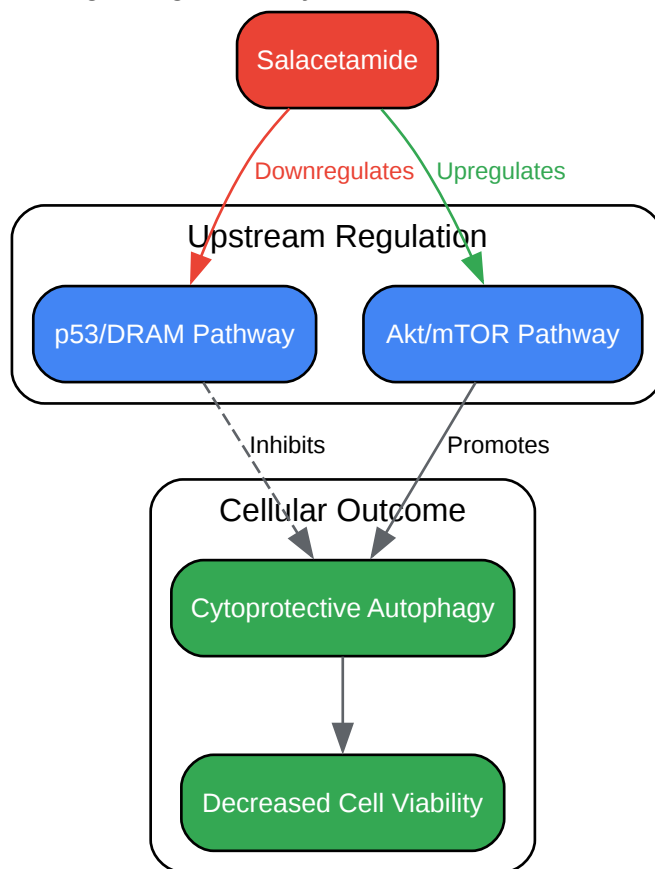 Salacetamide
Downregulates
Upregulates
Upstream Regulation
p53/DRAM Pathway
Akt/mTOR Pathway
Inhibits
Promotes
Cellular Outcome
Cytoprotective Autophagy
Decreased Cell Viability